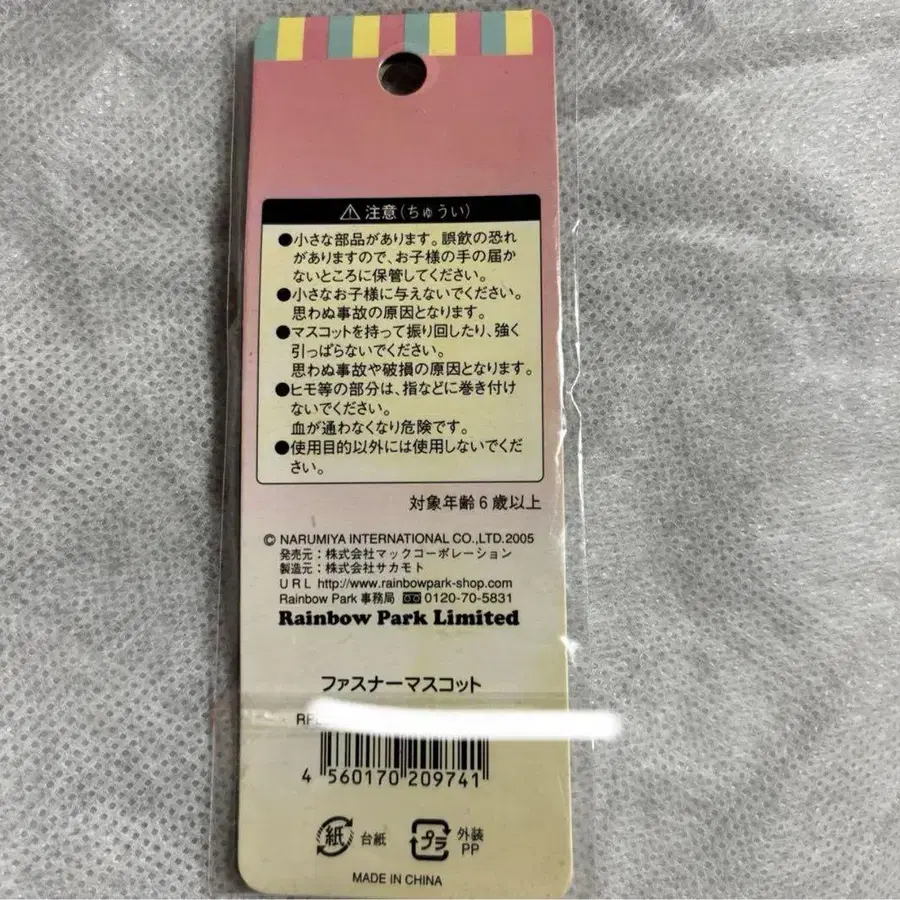 ⚠注意(ちゅうい)
●小さな部品があります。誤飲の恐れ
がありますので、お子様の手の届か
ないところに保管してください。
●小さなお子様に与えないでください。
思わぬ事故の原因となります。
●マスコットを持って振り回したり、強く
引っぱらないでください。
思わぬ事故や破損の原因となります。
●ヒモ等の部分は、指などに巻き付け
ないでください。
血が通わなくなり危険です。
●使用目的以外には使用しないでくだ
さい。
対象年齢6歳以上
© NARUMIYA INTERNATIONAL CO.,LTD.2005
発売元:株式会社マックコーポレーション
製造元:株式会社サカモト
URL http://www.rainbowpark-shop.com
Rainbow Park 事務局 0120-70-5831
Rainbow Park Limited
ファスナーマスコット
4 560170 209741
紙 台紙 プラ 外装
PP
MADE IN CHINA